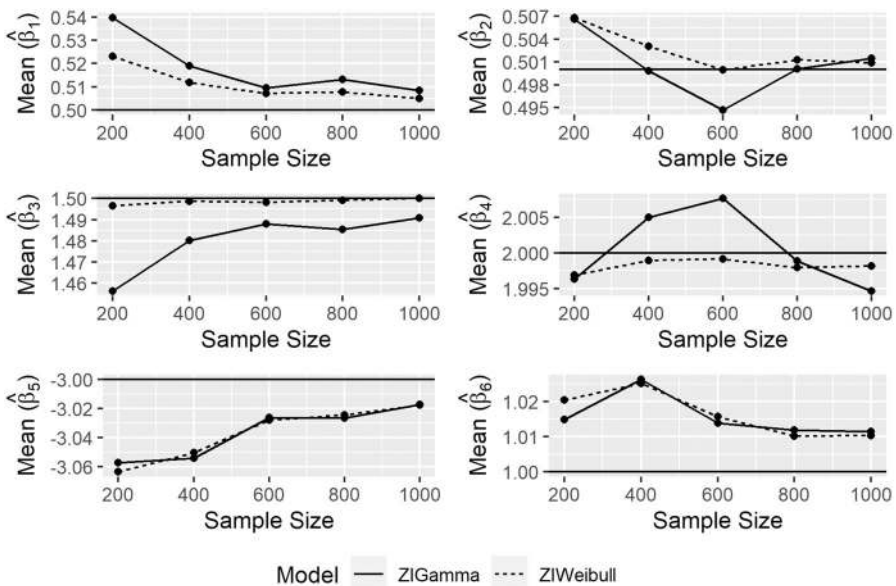 Mean (β̂₁)
0.54
0.53
0.52
0.51
0.50
200 400 600 800 1000
Sample Size
Mean (β̂₂)
0.507
0.501
0.498
0.495
200 400 600 800 1000
Sample Size
Mean (β̂₃)
1.50
1.49
1.48
1.47
1.46
200 400 600 800 1000
Sample Size
Mean (β̂₄)
2.005
2.000
1.995
200 400 600 800 1000
Sample Size
Mean (β̂₅)
-3.00
-3.02
-3.04
-3.06
200 400 600 800 1000
Sample Size
Mean (β̂₆)
1.02
1.01
1.00
200 400 600 800 1000
Sample Size
Model ZIGamma ZIWeibull